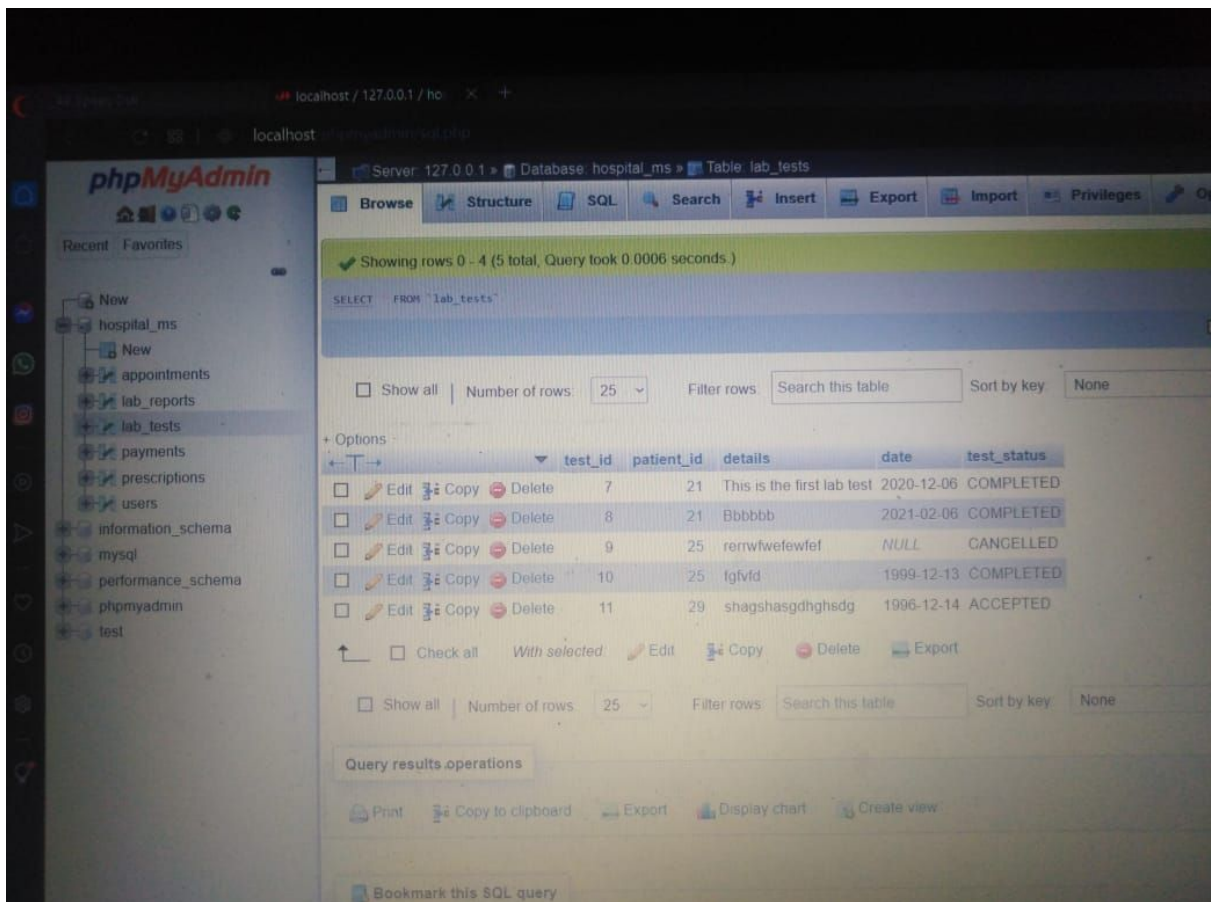 localhost / 127.0.0.1 / ho
localhost
phpMyAdmin
Recent Favorites
New
hospital_ms
New
appointments
lab_reports
lab_tests
payments
prescriptions
users
information_schema
mysql
performance_schema
phpmyadmin
test
Server: 127.0.0.1 » Database: hospital_ms » Table: lab_tests
Browse Structure SQL Search Insert Export Import Privileges
Showing rows 0 - 4 (5 total, Query took 0.0006 seconds.)
SELECT FROM `lab_tests`
Show all | Number of rows: 25 Filter rows: Search this table Sort by key: None
+ Options
test_id patient_id details date test_status
Edit Copy Delete 7 21 This is the first lab test 2020-12-06 COMPLETED
Edit Copy Delete 8 21 Bbbbbb 2021-02-06 COMPLETED
Edit Copy Delete 9 25 rerrwfwefewfef NULL CANCELLED
Edit Copy Delete 10 25 fgfvfd 1999-12-13 COMPLETED
Edit Copy Delete 11 29 shagshasgdhghsdg 1996-12-14 ACCEPTED
Check all With selected: Edit Copy Delete Export
Show all | Number of rows: 25 Filter rows: Search this table Sort by key: None
Query results operations
Print Copy to clipboard Export Display chart Create view
Bookmark this SQL query